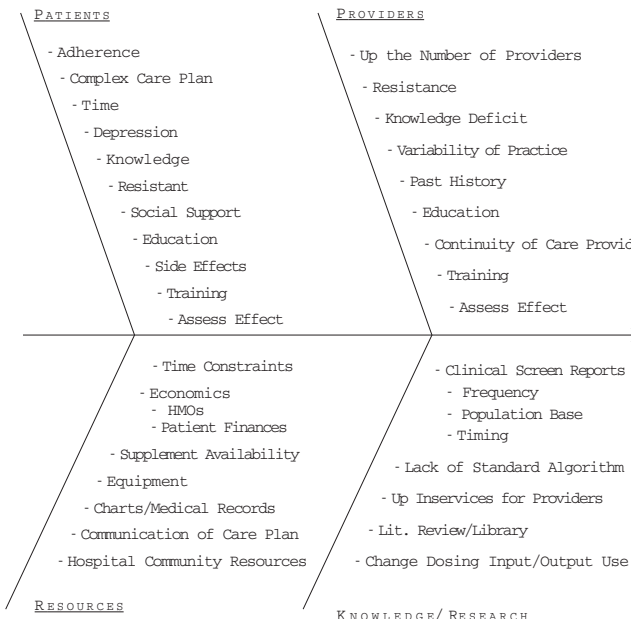 PATIENTS
- Adherence
- Complex Care Plan
- Time
- Depression
- Knowledge
- Resistant
- Social Support
- Education
- Side Effects
- Training
- Assess Effect
PROVIDERS
- Up the Number of Providers
- Resistance
- Knowledge Deficit
- Variability of Practice
- Past History
- Education
- Continuity of Care Provid
- Training
- Assess Effect
- Time Constraints
- Economics
- HMOs
- Patient Finances
- Supplement Availability
- Equipment
- Charts/Medical Records
- Communication of Care Plan
- Hospital Community Resources
RESOURCES
- Clinical Screen Reports
- Frequency
- Population Base
- Timing
- Lack of Standard Algorithm
- Up Inservices for Providers
- Lit. Review/Library
- Change Dosing Input/Output Use
KNOWLEDGE/RESEARCH